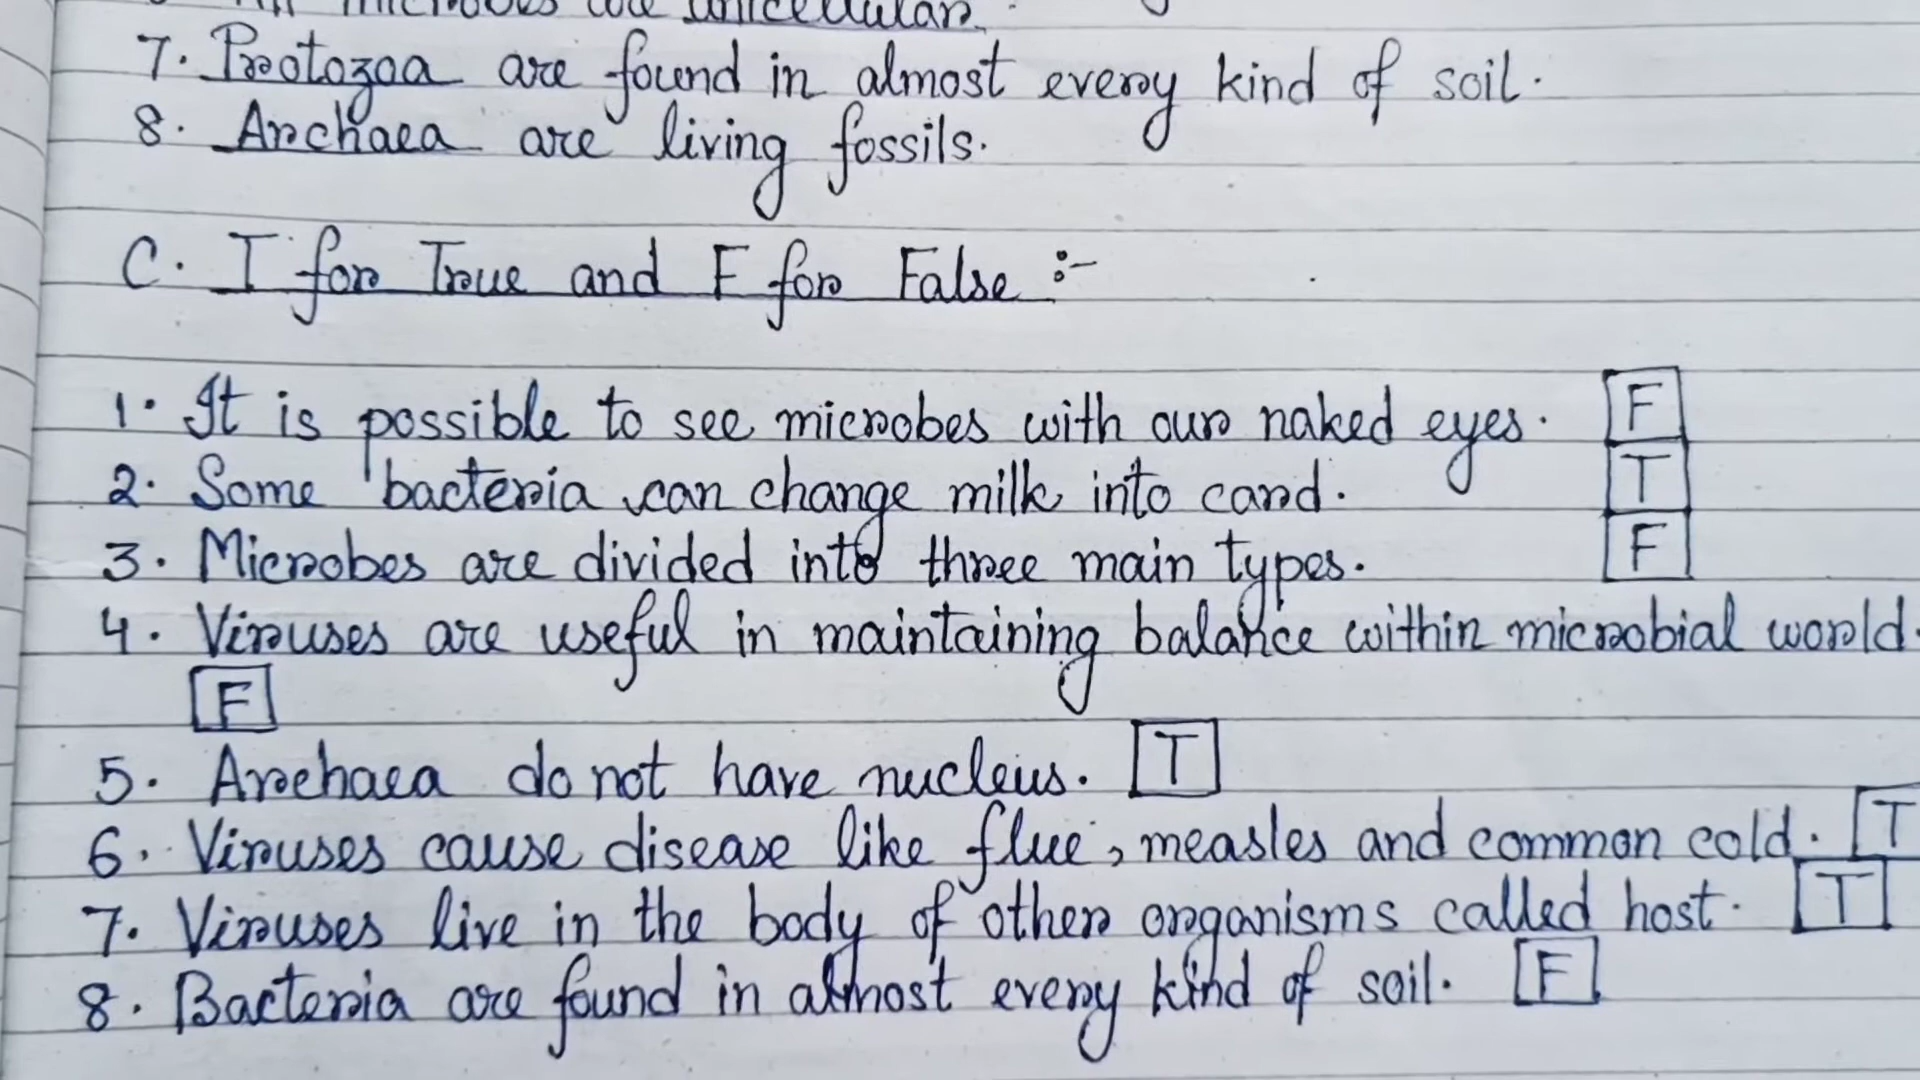 All microbes are unicellular.
7. Protozoa are found in almost every kind of soil.
8. Archaea are living fossils.
C. T for True and F for False :-
1. It is possible to see microbes with our naked eyes. F
2. Some bacteria can change milk into card. T
3. Microbes are divided into three main types. F
4. Viruses are useful in maintaining balance within microbial world.
F
5. Archaea do not have nucleus. T
6. Viruses cause disease like flue, measles and common cold. T
7. Viruses live in the body of other organisms called host. T
8. Bacteria are found in almost every kind of soil. F